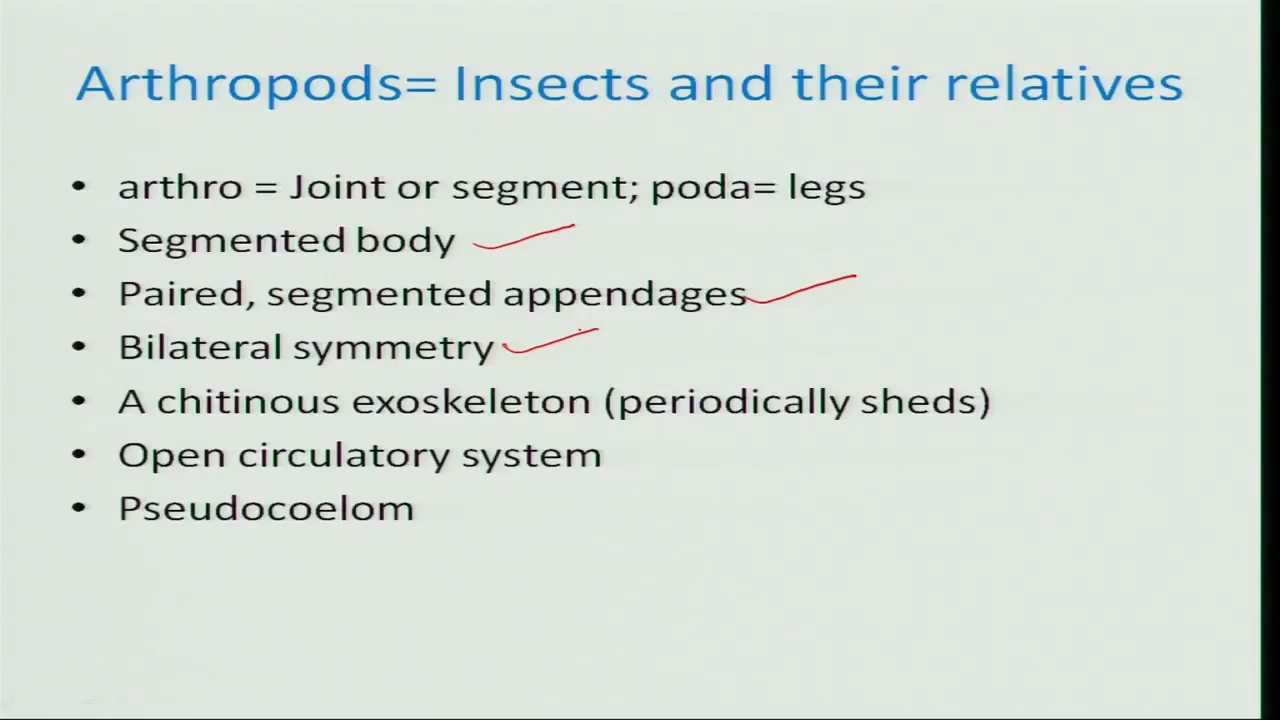 Arthropods= Insects and their relatives
• arthro = Joint or segment; poda= legs
• Segmented body
• Paired, segmented appendages
• Bilateral symmetry
• A chitinous exoskeleton (periodically sheds)
• Open circulatory system
• Pseudocoelom